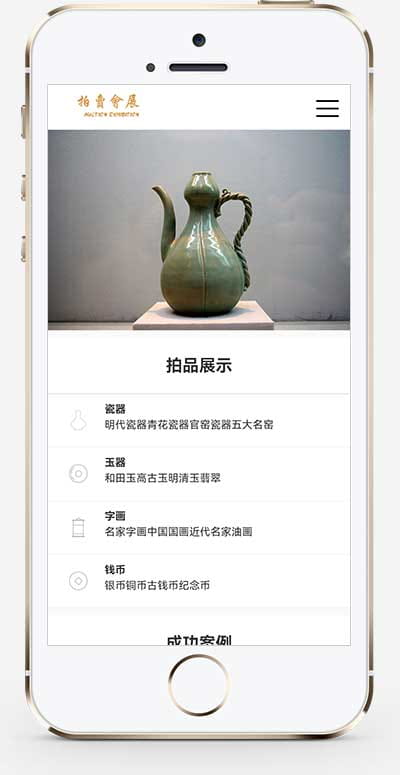 拍賣會展
AUCTION EXHIBITION
拍品展示
瓷器
明代瓷器青花瓷器官窑瓷器五大名窑
玉器
和田玉高古玉明清玉翡翠
字画
名家字画中国国画近代名家油画
钱币
银币铜币古钱币纪念币
成功案例